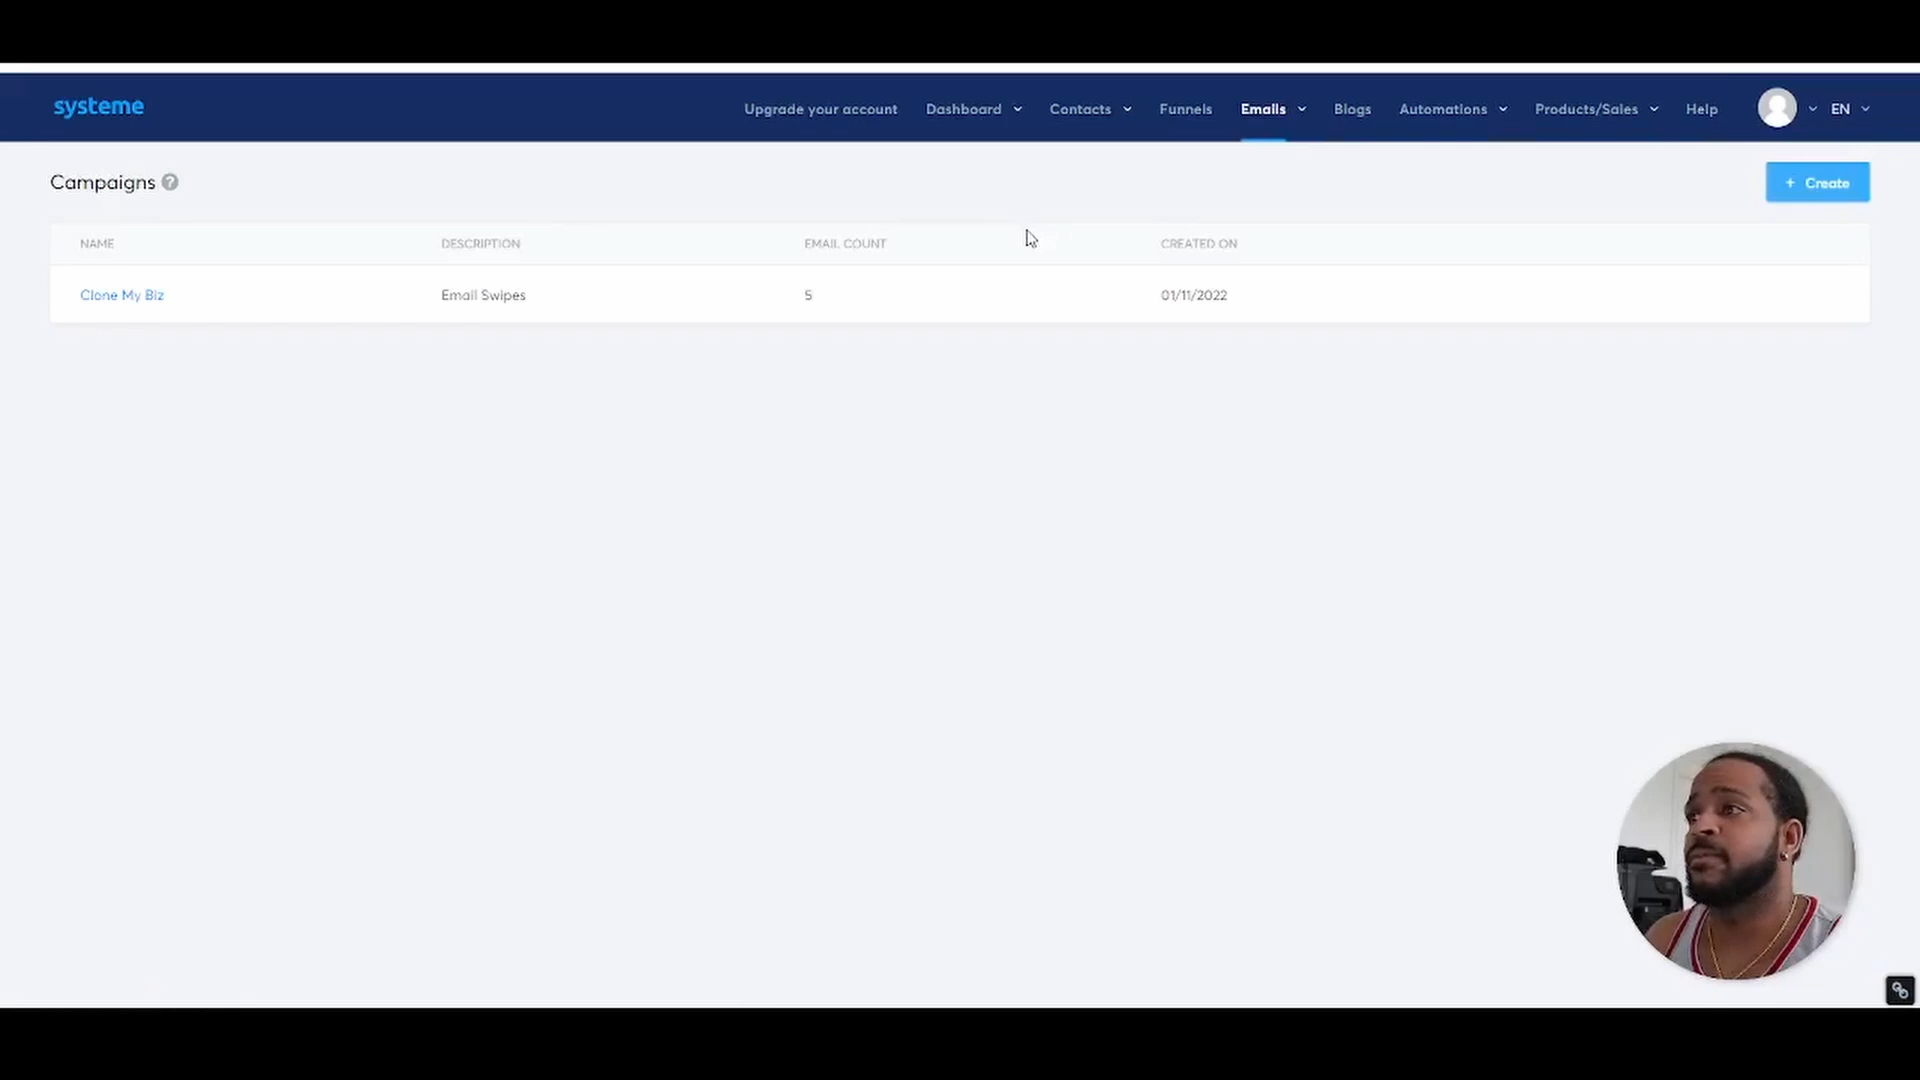 systeme
Upgrade your account Dashboard Contacts Funnels Emails Blogs Automations Products/Sales Help EN
Campaigns ?
+ Create
NAME DESCRIPTION EMAIL COUNT CREATED ON
Clone My Biz Email Swipes 5 01/11/2022